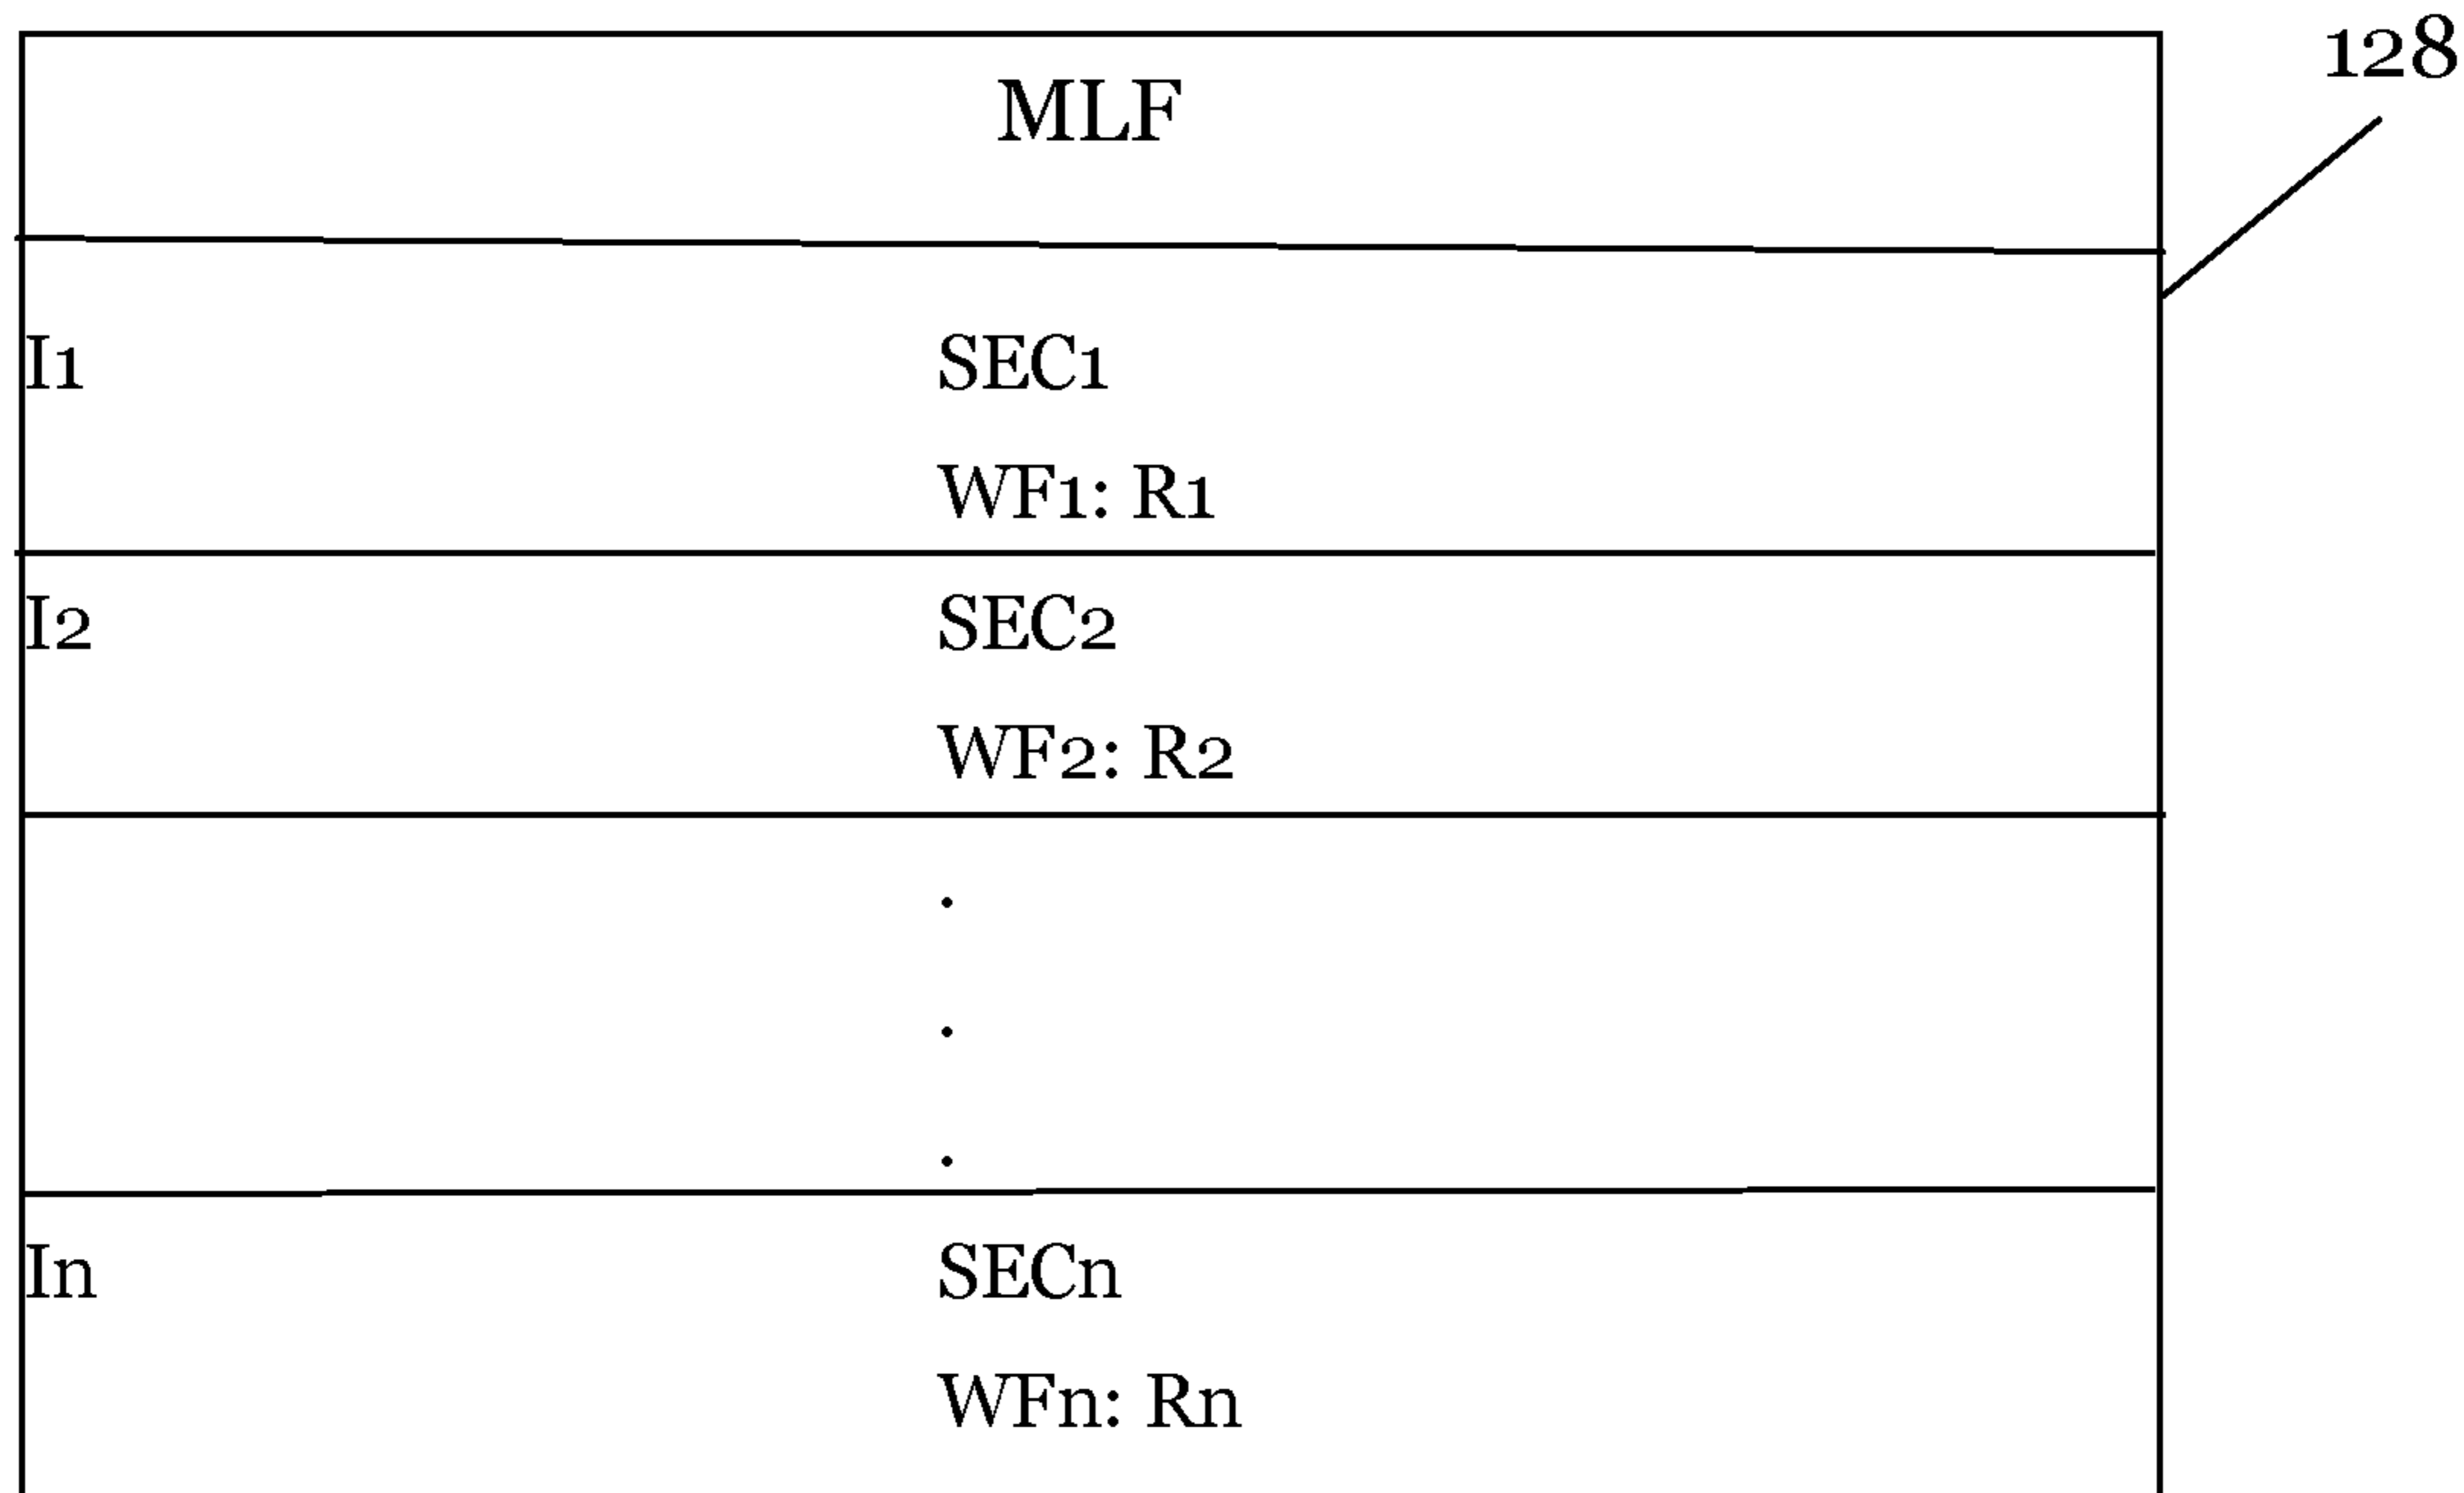 128
MLF
I1 SEC1
WF1: R1
I2 SEC2
WF2: R2
.
.
.
In SECn
WFn: Rn